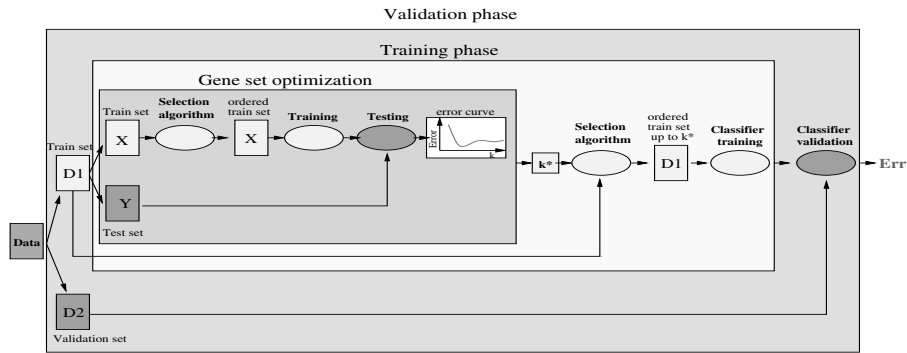 Validation phase
Training phase
Gene set optimization
Train set
Selection
algorithm
ordered
train set
Training
Testing
error curve
X
X
Error
k
Train set
D1
Y
Test set
k*
Selection
algorithm
ordered
train set
up to k*
D1
Classifier
training
Classifier
validation
Err
Data
D2
Validation set